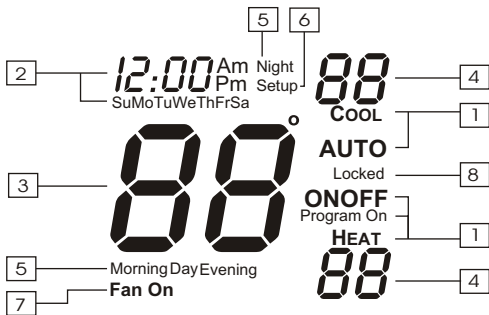 5 6
2 12:00 Am Pm Night Setup 88 4
SuMoTuWeThFrSa
COOL 1
AUTO
3 88° Locked 8
ONOFF
Program On
HEAT 1
5 Morning Day Evening 88 4
7 Fan On